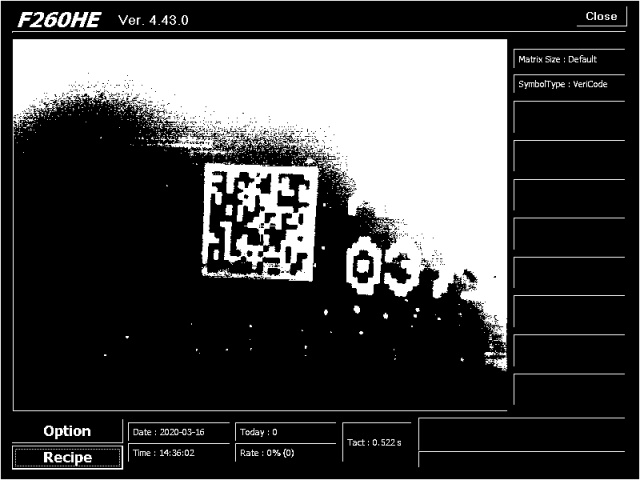 F260HE Ver. 4.43.0
Close
Matrix Size : Default
SymbolType : VeriCode
Option
Recipe
Date : 2020-03-16
Time : 14:36:02
Today : 0
Rate : 0% (0)
Tact : 0.522 s